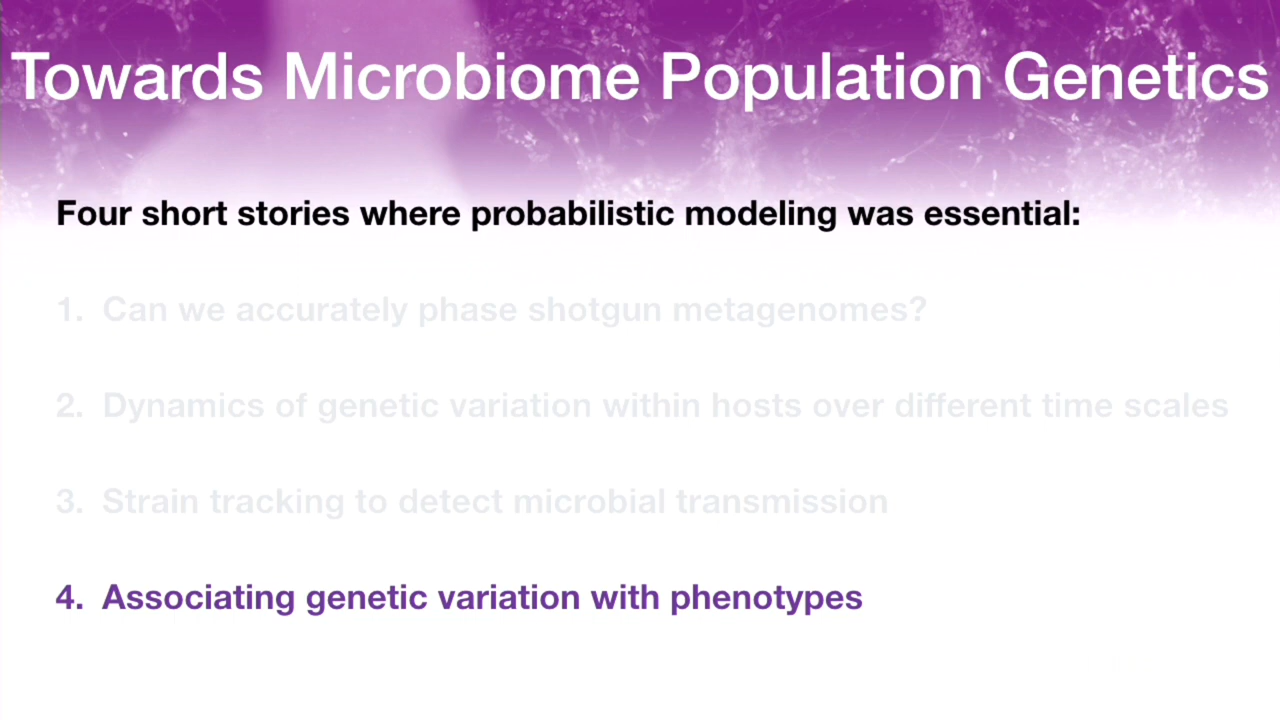 Towards Microbiome Population Genetics
Four short stories where probabilistic modeling was essential:
1. Can we accurately phase shotgun metagenomes?
2. Dynamics of genetic variation within hosts over different time scales
3. Strain tracking to detect microbial transmission
4. Associating genetic variation with phenotypes